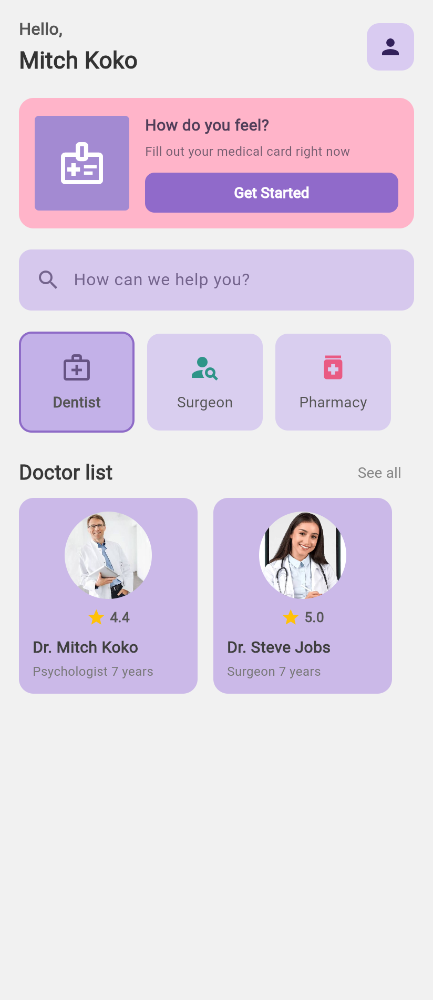 Hello,
Mitch Koko
How do you feel?
Fill out your medical card right now
Get Started
How can we help you?
Dentist
Surgeon
Pharmacy
Doctor list
See all
4.4
Dr. Mitch Koko
Psychologist 7 years
5.0
Dr. Steve Jobs
Surgeon 7 years